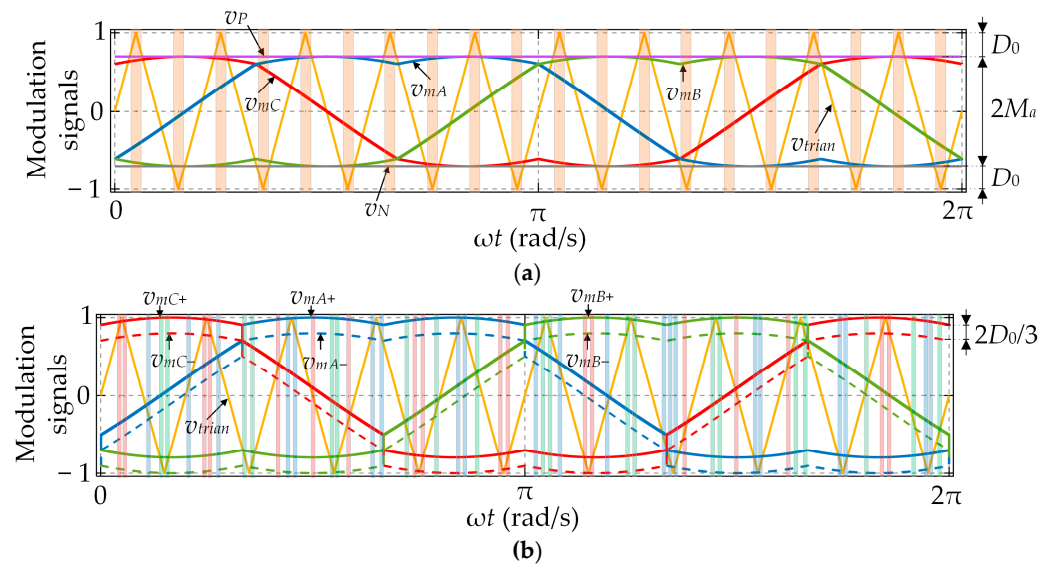 v_P
1
D_0
v_mC
v_mA
v_mB
v_trian
Modulation signals
0
2M_a
−1
D_0
0
v_N
π
2π
ωt (rad/s)
(a)
v_mC+
v_mA+
v_mB+
1
2D_0/3
v_mC−
v_mA−
v_mB−
Modulation signals
0
v_trian
−1
0
π
2π
ωt (rad/s)
(b)